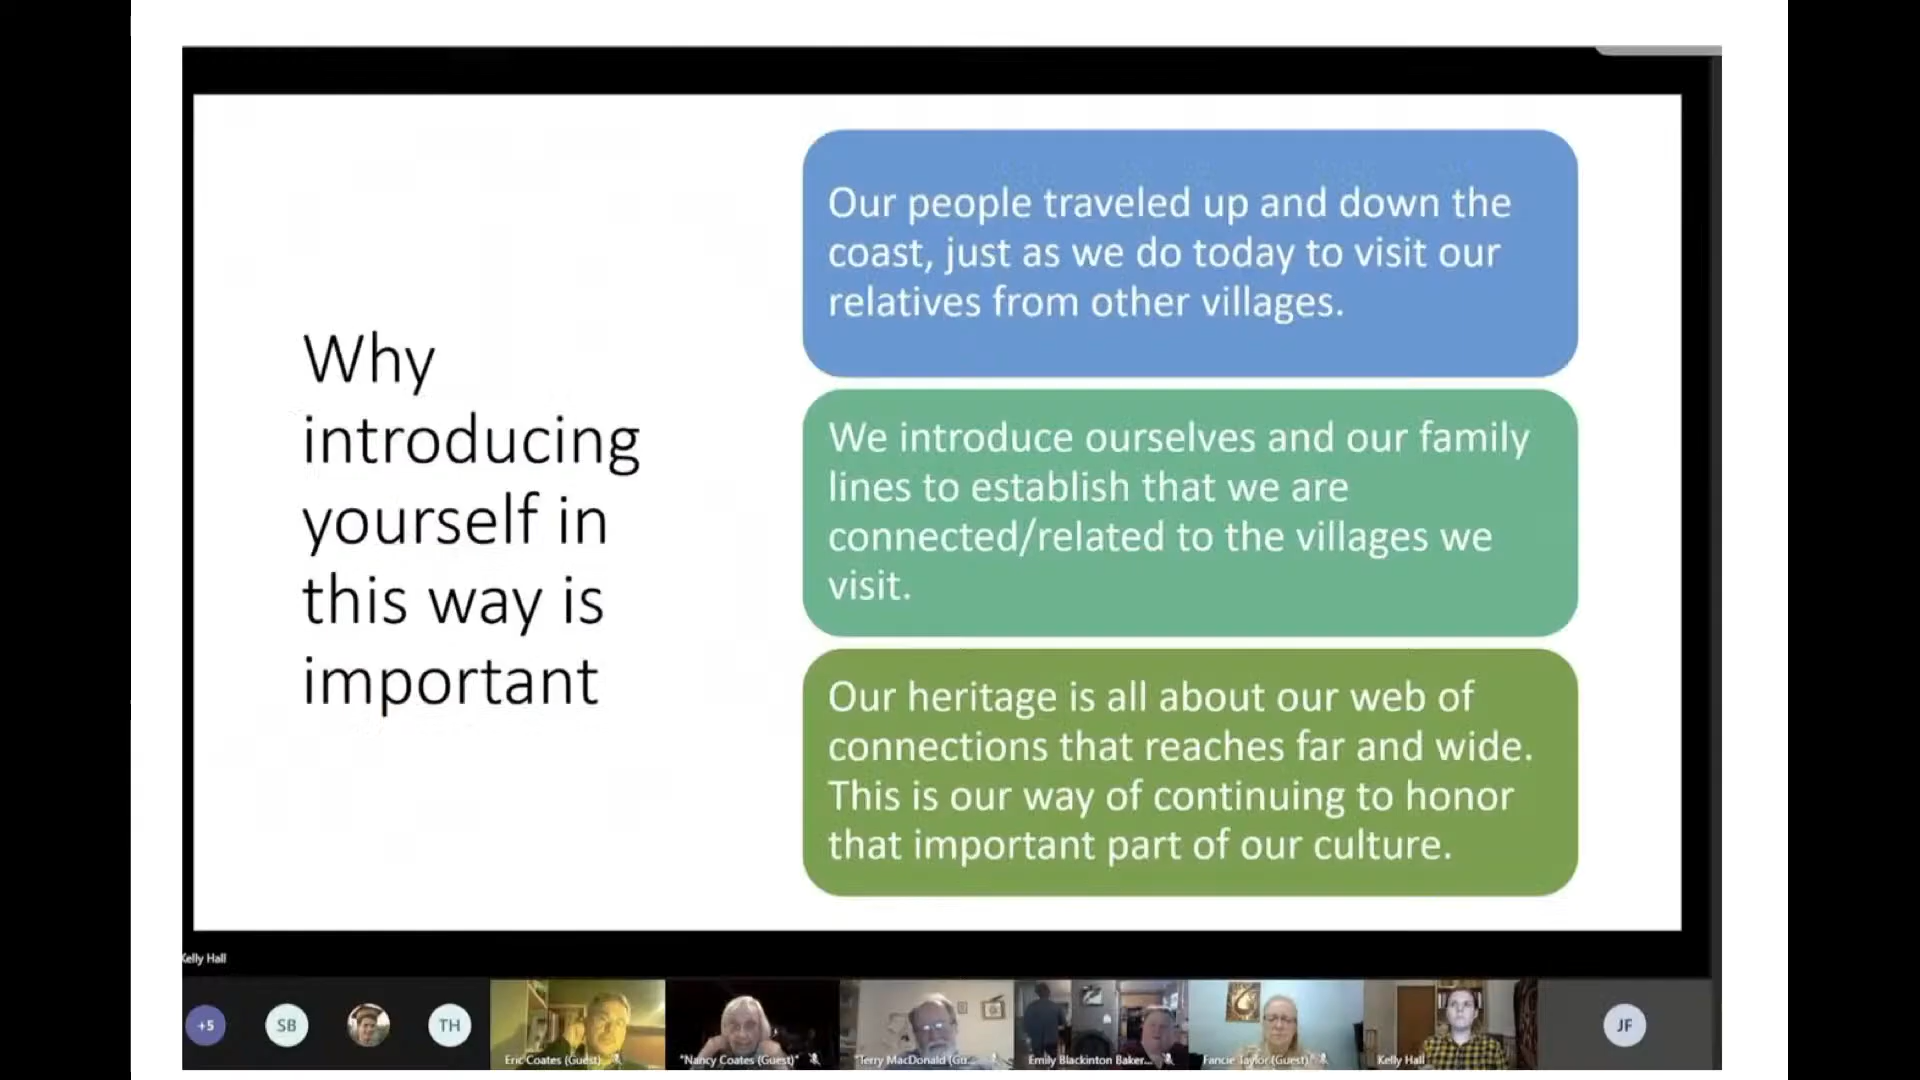 Why
introducing
yourself in
this way is
important
Our people traveled up and down the
coast, just as we do today to visit our
relatives from other villages.
We introduce ourselves and our family
lines to establish that we are
connected/related to the villages we
visit.
Our heritage is all about our web of
connections that reaches far and wide.
This is our way of continuing to honor
that important part of our culture.
Kelly Hall
+5
SB
TH
Eric Coates (Guest)
"Nancy Coates (Guest)"
"Terry MacDonald (Gu...
Emily Blackinton Baker...
Fancie Taylor (Guest)"
Kelly Hall
JF